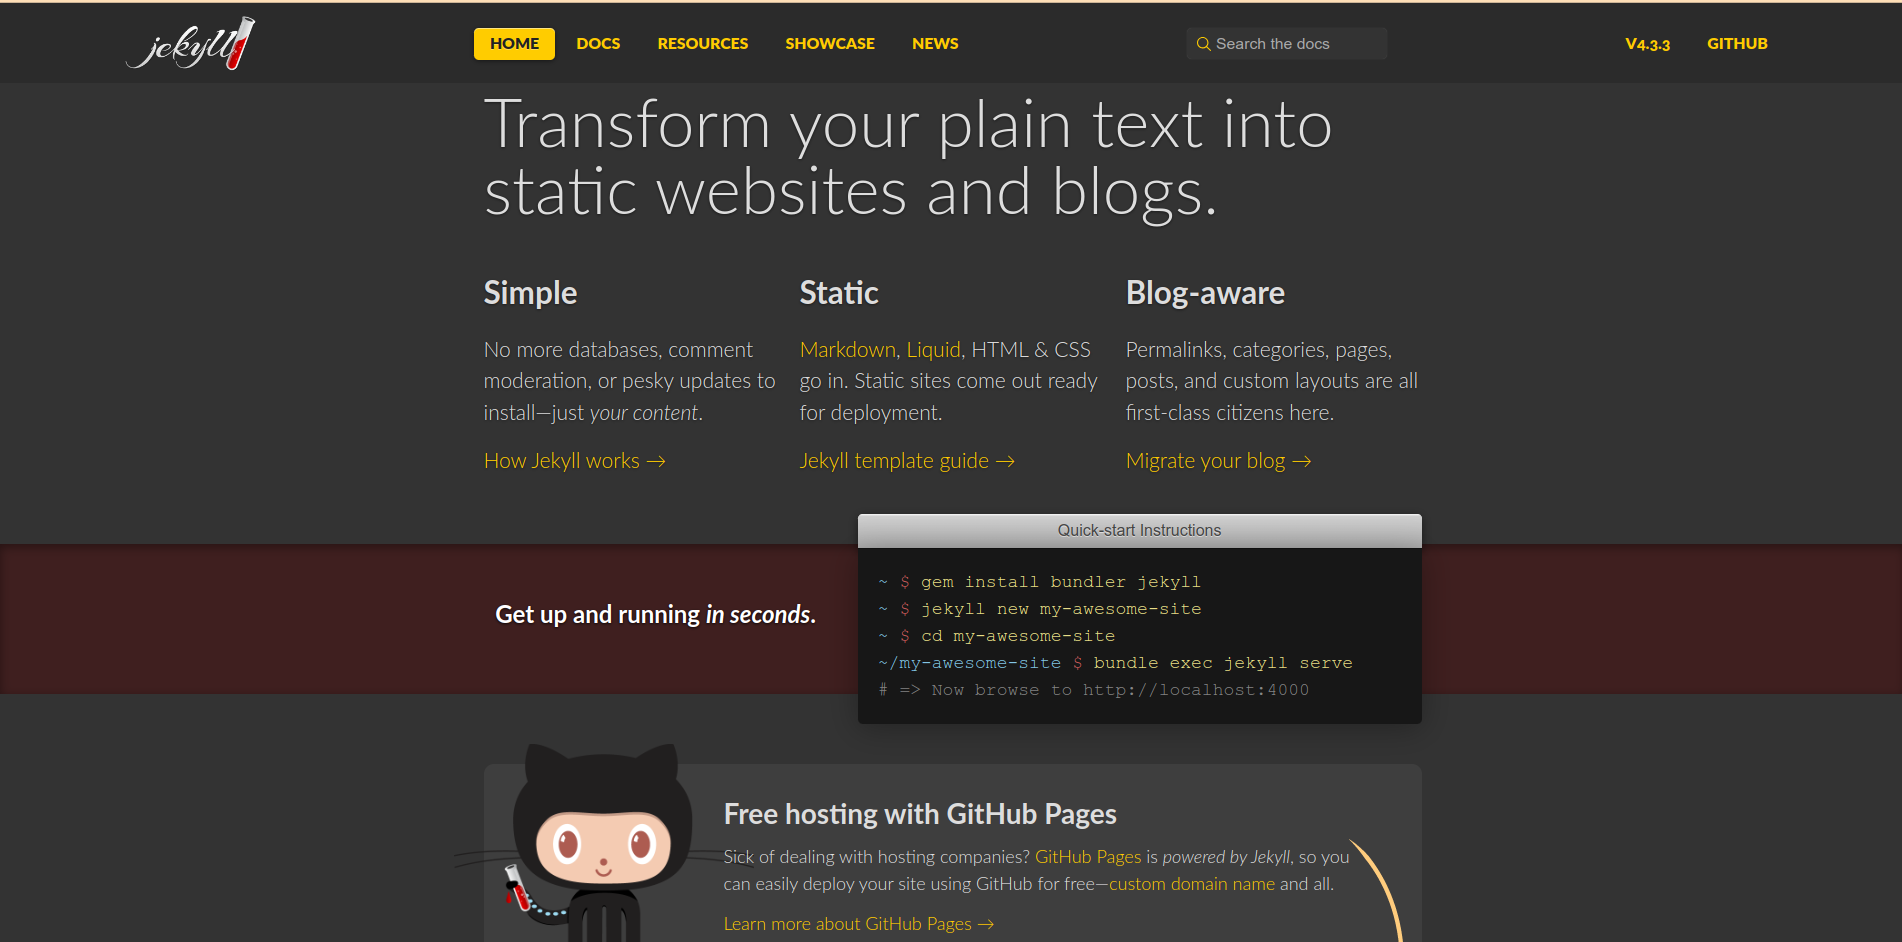 jekyll
HOME DOCS RESOURCES SHOWCASE NEWS Search the docs V4.3.3 GITHUB
Transform your plain text into
static websites and blogs.
Simple
No more databases, comment
moderation, or pesky updates to
install—just your content.
How Jekyll works →
Static
Markdown, Liquid, HTML & CSS
go in. Static sites come out ready
for deployment.
Jekyll template guide →
Blog-aware
Permalinks, categories, pages,
posts, and custom layouts are all
first-class citizens here.
Migrate your blog →
Get up and running in seconds.
Quick-start Instructions
~ $ gem install bundler jekyll
~ $ jekyll new my-awesome-site
~ $ cd my-awesome-site
~/my-awesome-site $ bundle exec jekyll serve
# => Now browse to http://localhost:4000
Free hosting with GitHub Pages
Sick of dealing with hosting companies? GitHub Pages is powered by Jekyll, so you
can easily deploy your site using GitHub for free—custom domain name and all.
Learn more about GitHub Pages →